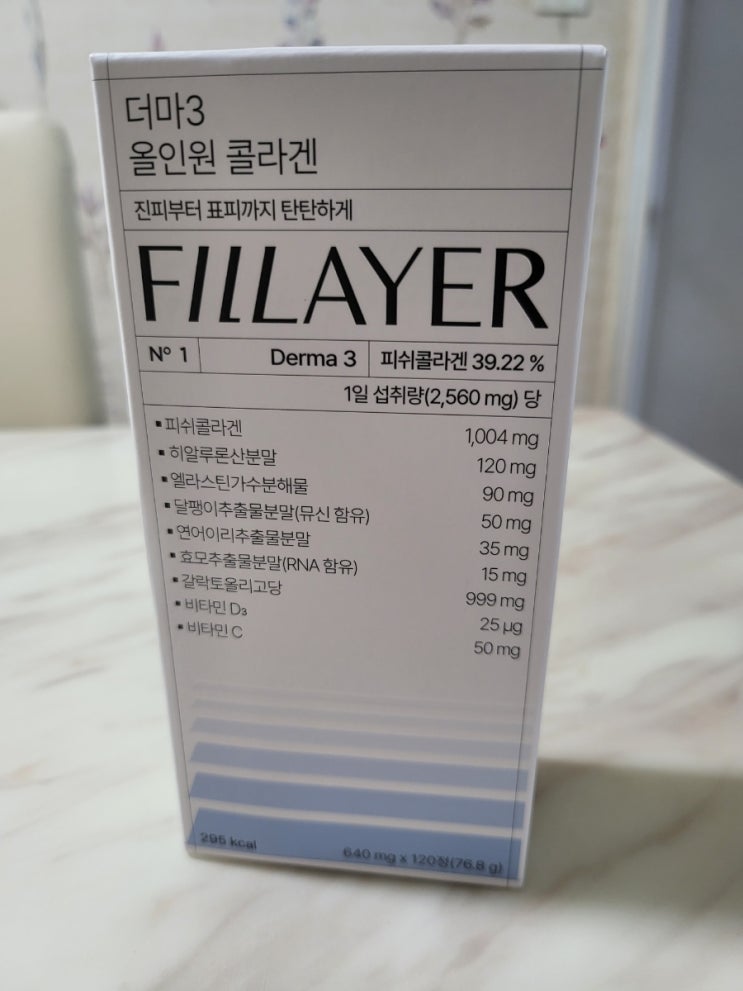 더마3
올인원 콜라겐
진피부터 표피까지 탄탄하게
FILLAYER
Nº 1 Derma 3 피쉬콜라겐 39.22 %
1일 섭취량(2,560 mg) 당
▪ 피쉬콜라겐 1,004 mg
▪ 히알루론산분말 120 mg
▪ 엘라스틴가수분해물 90 mg
▪ 달팽이추출물분말(뮤신 함유) 50 mg
▪ 연어이리추출물분말 35 mg
▪ 효모추출물분말(RNA 함유) 15 mg
▪ 갈락토올리고당 999 mg
▪ 비타민 D₃ 25 µg
▪ 비타민 C 50 mg
295 kcal 640 mg x 120정(76.8 g)